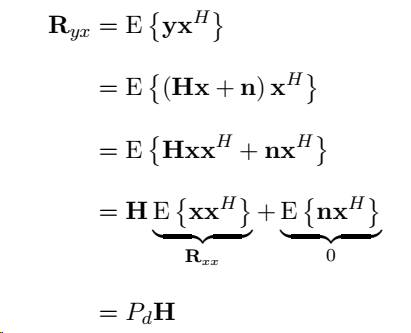 𝐑_{yx} = E {𝐲𝐱^H}
= E {(𝐇𝐱 + 𝐧) 𝐱^H}
= E {𝐇𝐱𝐱^H + 𝐧𝐱^H}
= 𝐇 E {𝐱𝐱^H} + E {𝐧𝐱^H}
𝐑_{xx} 0
= P_d 𝐇